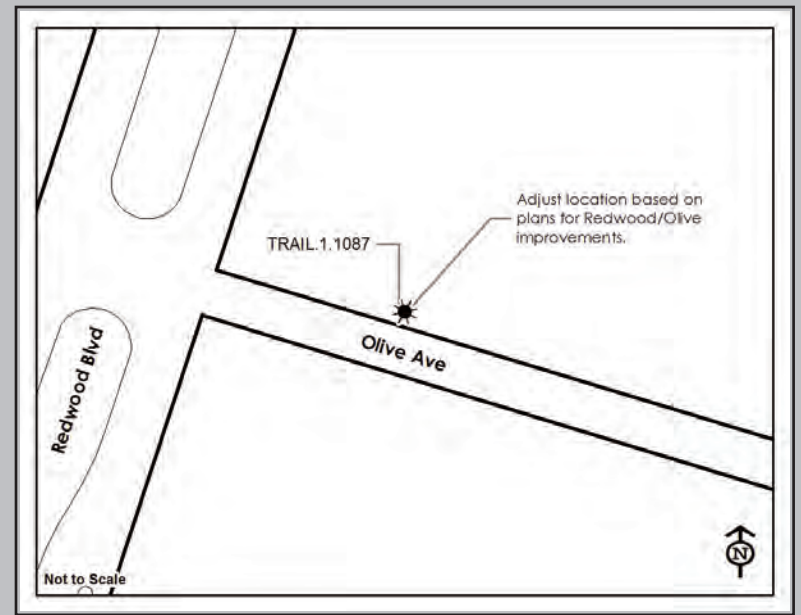 Adjust location based on
plans for Redwood/Olive
improvements.
TRAIL.1.1087
Olive Ave
Redwood Blvd
N
Not to Scale